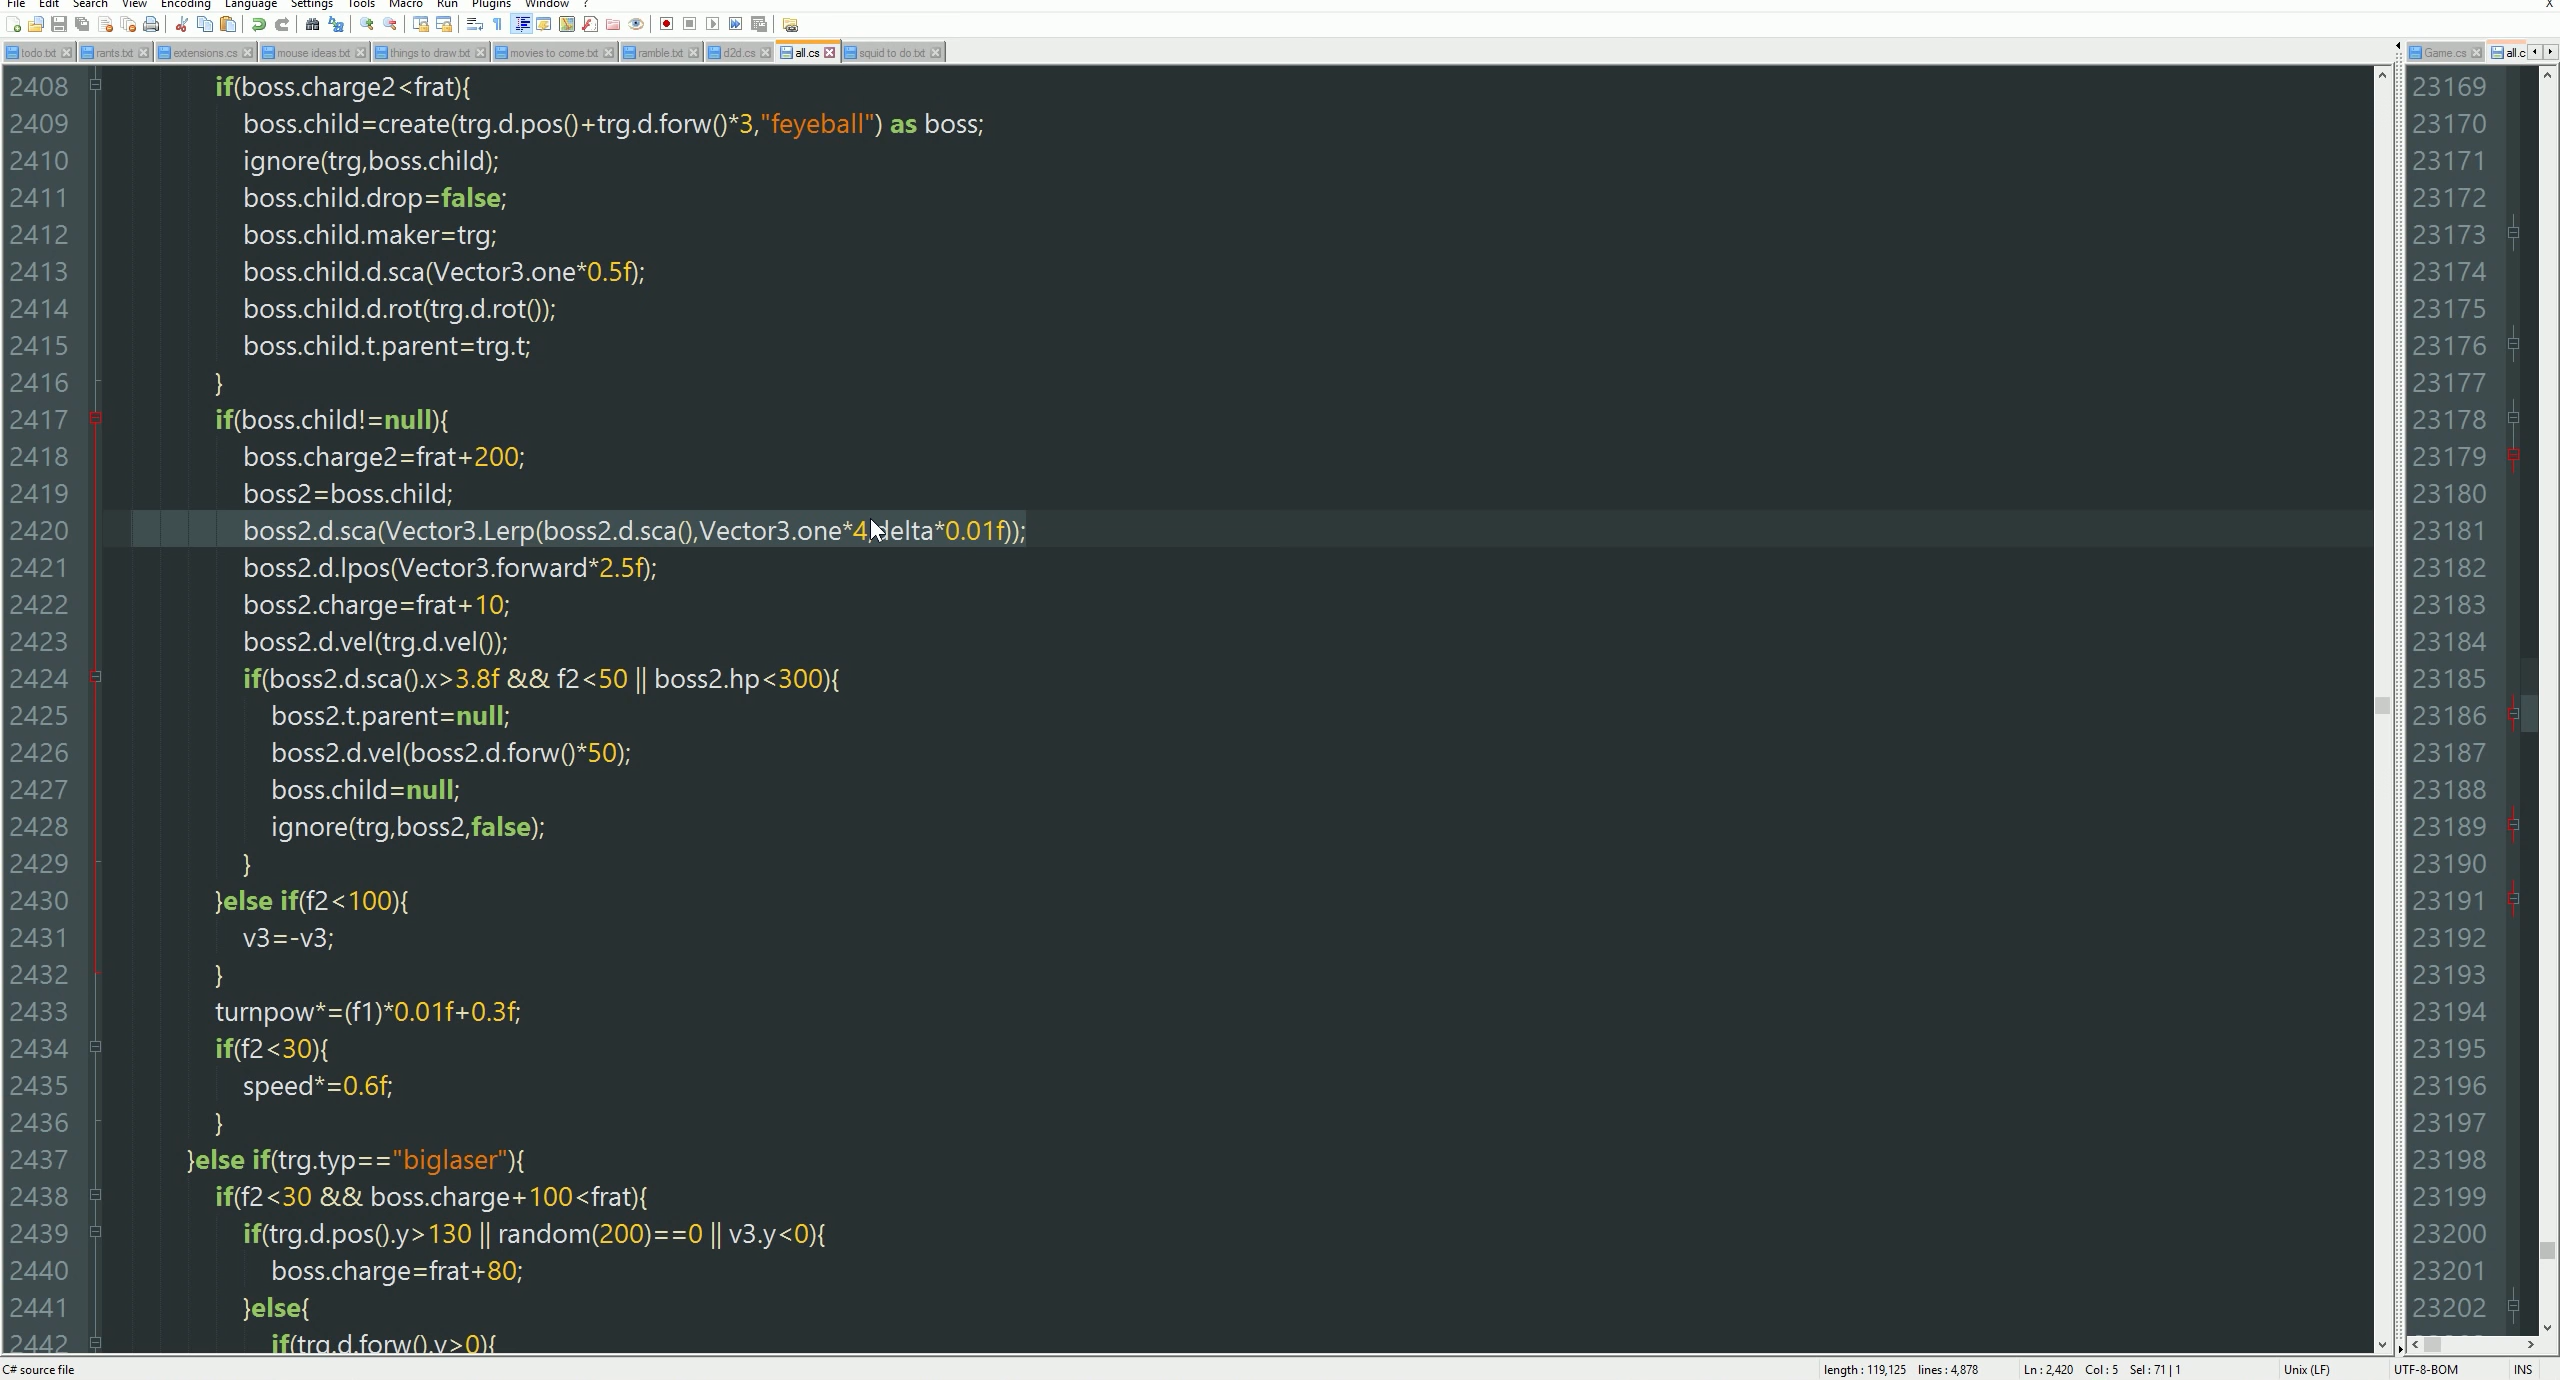 File Edit Search View Encoding Language Settings Tools Macro Run Plugins Window ? X
todo.txt rants.txt extensions.cs mouse ideas.txt things to draw.txt movies to come.txt ramble.txt d2d.cs all.cs squid to do.txt Game.cs all.c
2408 if(boss.charge2<frat){
2409 boss.child=create(trg.d.pos()+trg.d.forw()*3,"feyeball") as boss;
2410 ignore(trg,boss.child);
2411 boss.child.drop=false;
2412 boss.child.maker=trg;
2413 boss.child.d.sca(Vector3.one*0.5f);
2414 boss.child.d.rot(trg.d.rot());
2415 boss.child.t.parent=trg.t;
2416 }
2417 if(boss.child!=null){
2418 boss.charge2=frat+200;
2419 boss2=boss.child;
2420 boss2.d.sca(Vector3.Lerp(boss2.d.sca(),Vector3.one*4,delta*0.01f));
2421 boss2.d.lpos(Vector3.forward*2.5f);
2422 boss2.charge=frat+10;
2423 boss2.d.vel(trg.d.vel());
2424 if(boss2.d.sca().x>3.8f && f2<50 || boss2.hp<300){
2425 boss2.t.parent=null;
2426 boss2.d.vel(boss2.d.forw()*50);
2427 boss.child=null;
2428 ignore(trg,boss2,false);
2429 }
2430 }else if(f2<100){
2431 v3=-v3;
2432 }
2433 turnpow*=(f1)*0.01f+0.3f;
2434 if(f2<30){
2435 speed*=0.6f;
2436 }
2437 }else if(trg.typ=="biglaser"){
2438 if(f2<30 && boss.charge+100<frat){
2439 if(trg.d.pos().y>130 || random(200)==0 || v3.y<0){
2440 boss.charge=frat+80;
2441 }else{
2442 if(trg.d.forw().y>0){
23169
23170
23171
23172
23173
23174
23175
23176
23177
23178
23179
23180
23181
23182
23183
23184
23185
23186
23187
23188
23189
23190
23191
23192
23193
23194
23195
23196
23197
23198
23199
23200
23201
23202
C# source file length : 119,125 lines : 4,878 Ln : 2,420 Col : 5 Sel : 71 | 1 Unix (LF) UTF-8-BOM INS